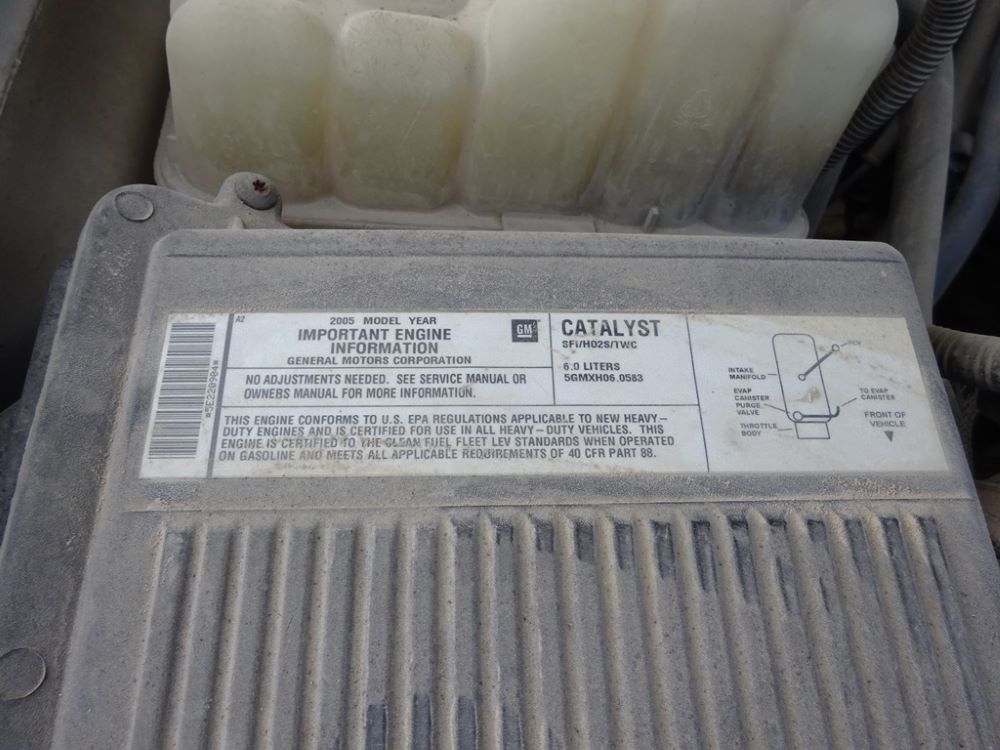 *5E2209B4*
A2
2005 MODEL YEAR
IMPORTANT ENGINE
INFORMATION
GENERAL MOTORS CORPORATION
GM
NO ADJUSTMENTS NEEDED. SEE SERVICE MANUAL OR
OWNERS MANUAL FOR MORE INFORMATION.
THIS ENGINE CONFORMS TO U.S. EPA REGULATIONS APPLICABLE TO NEW HEAVY-
DUTY ENGINES AND IS CERTIFIED FOR USE IN ALL HEAVY-DUTY VEHICLES. THIS
ENGINE IS CERTIFIED TO THE CLEAN FUEL FLEET LEV STANDARDS WHEN OPERATED
ON GASOLINE AND MEETS ALL APPLICABLE REQUIREMENTS OF 40 CFR PART 88.
CATALYST
SFI/HO2S/TWC
6.0 LITERS
5GMXH06.0583
INTAKE
MANIFOLD
EVAP
CANISTER
PURGE
VALVE
THROTTLE
BODY
TO EVAP
CANISTER
FRONT OF
VEHICLE